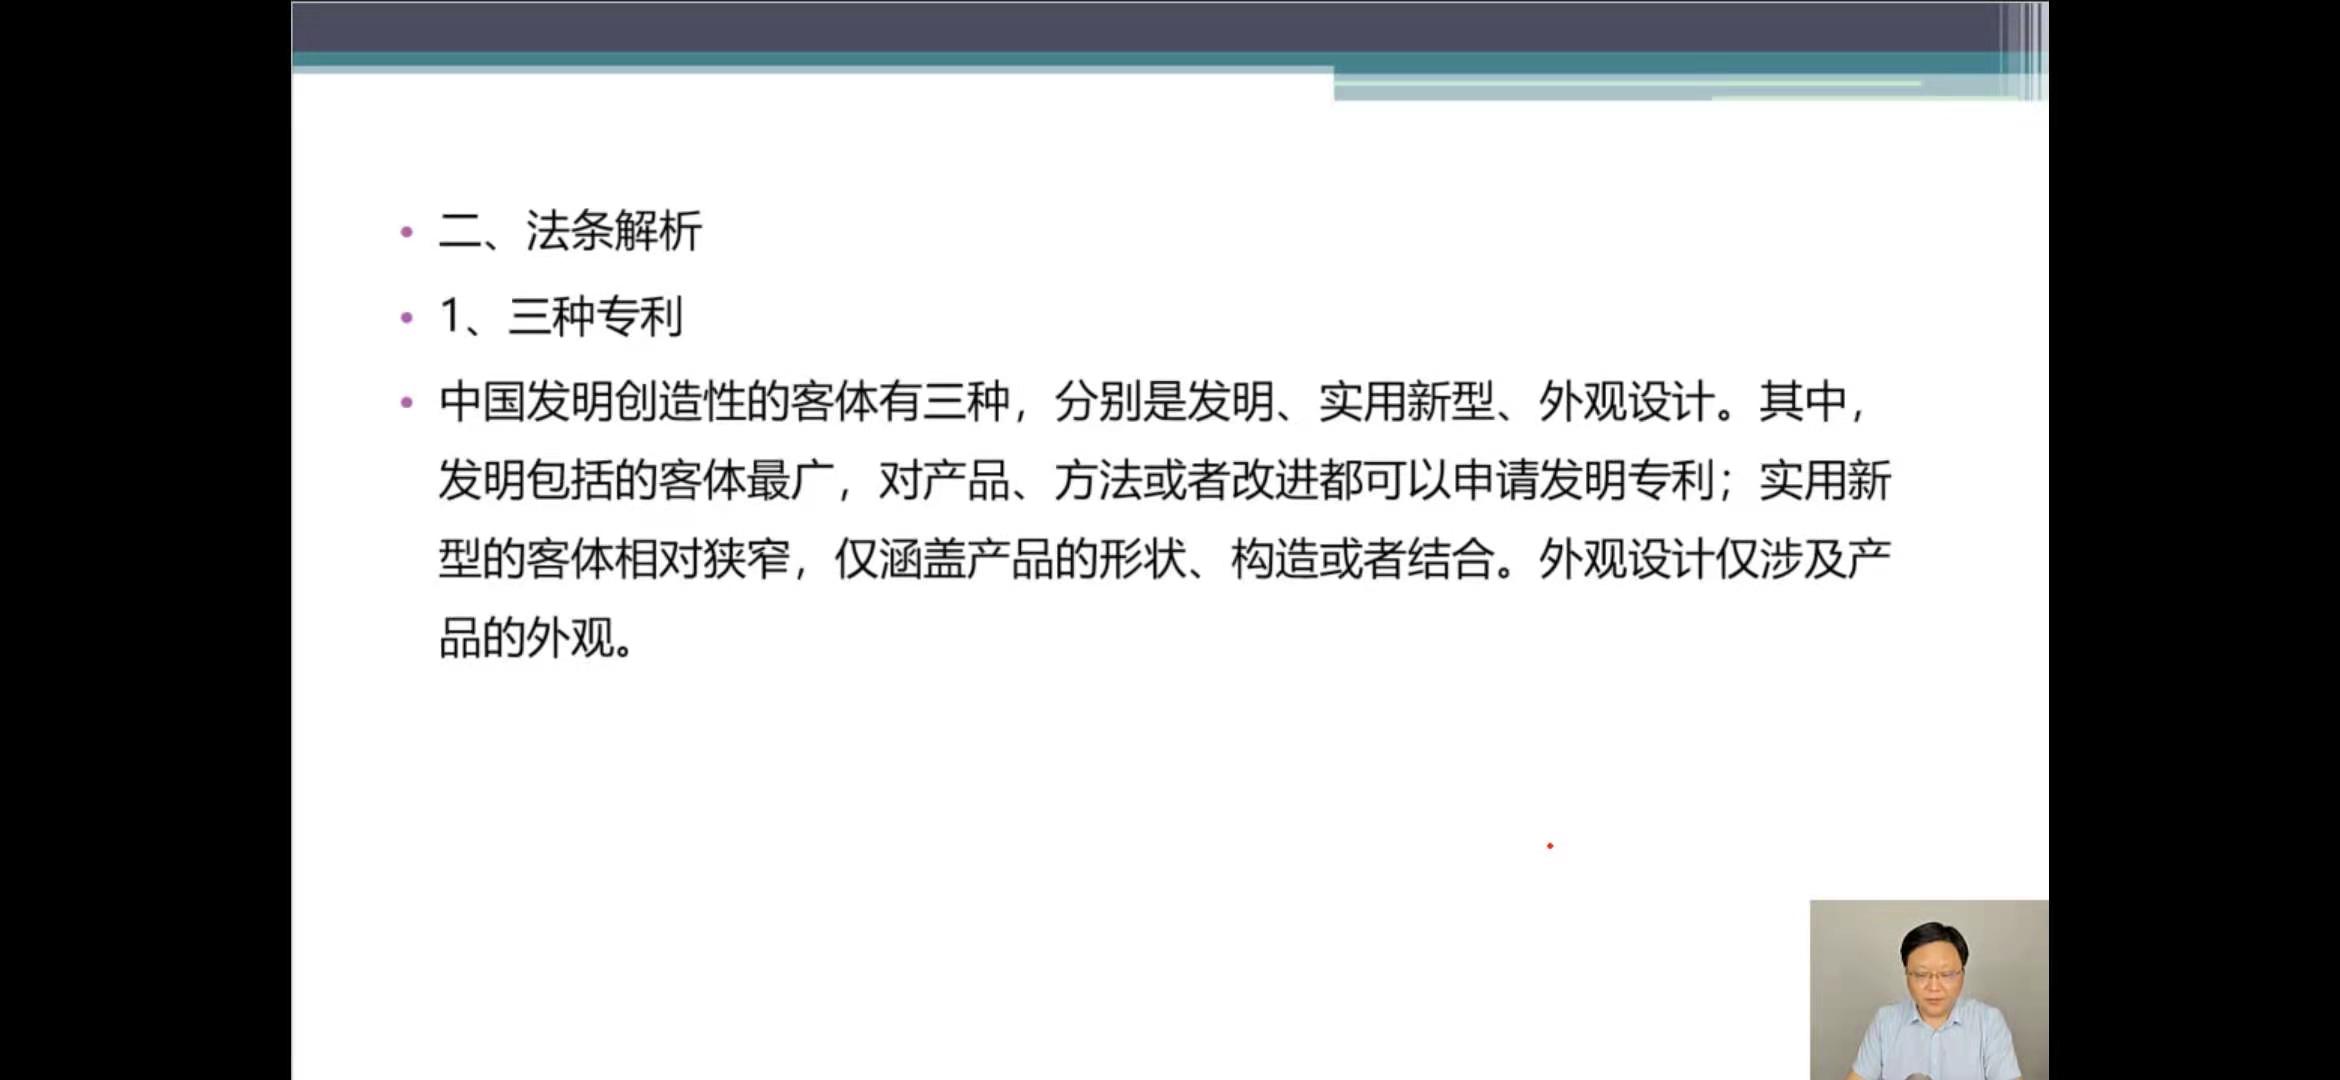 二、法条解析
1、三种专利
中国发明创造性的客体有三种，分别是发明、实用新型、外观设计。其中，
发明包括的客体最广，对产品、方法或者改进都可以申请发明专利；实用新
型的客体相对狭窄，仅涵盖产品的形状、构造或者结合。外观设计仅涉及产
品的外观。